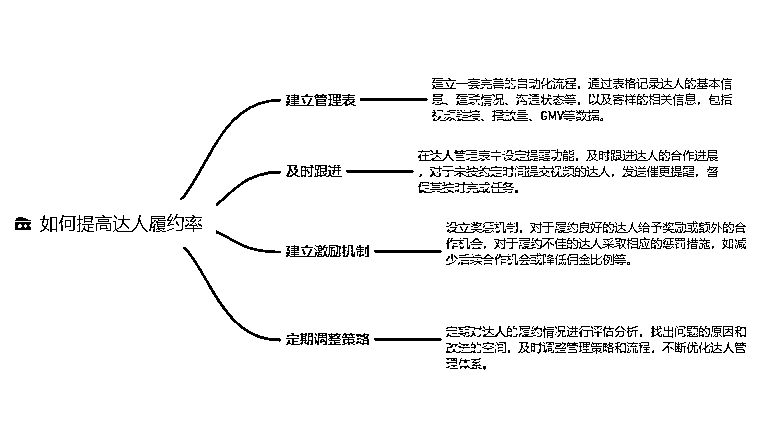 如何提高达人履约率
建立管理表
建立一套完善的自动化流程，通过表格记录达人的基本信
息、建联情况、沟通状态等，以及寄样的相关信息，包括
视频链接、播放量、GMV等数据。
及时跟进
在达人管理表中设定提醒功能，及时跟进达人的合作进展
，对于未按约定时间提交视频的达人，发送催更提醒，督
促其按时完成任务。
建立激励机制
设立奖惩机制，对于履约良好的达人给予奖励或额外的合
作机会，对于履约不佳的达人采取相应的惩罚措施，如减
少后续合作机会或降低佣金比例等。
定期调整策略
定期对达人的履约情况进行评估分析，找出问题的原因和
改进的空间，及时调整管理策略和流程，不断优化达人管
理体系。